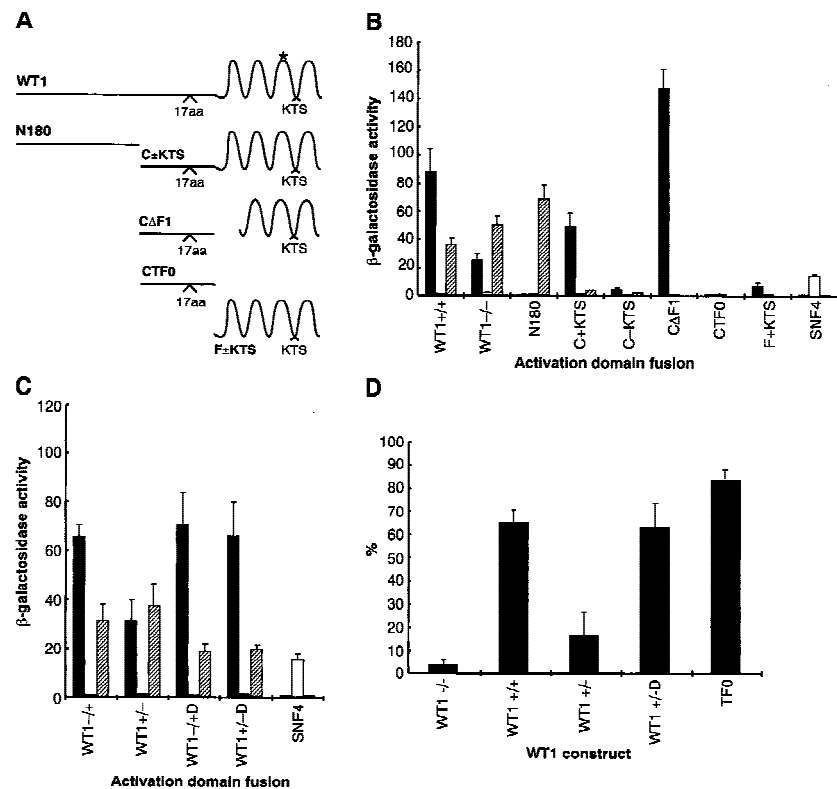 A
WT1
17aa
KTS
N180
C±KTS
17aa
KTS
CΔF1
17aa
KTS
CTF0
17aa
F±KTS
KTS
B
180
160
140
120
100
80
60
40
20
0
β-galactosidase activity
WT1+/+
WT1–/–
N180
C+KTS
C–KTS
CΔF1
CTF0
F+KTS
SNF4
Activation domain fusion
C
120
100
80
60
40
20
0
β-galactosidase activity
WT1–/+
WT1+/–
WT1–/+D
WT1+/–D
SNF4
Activation domain fusion
D
100
90
80
70
60
50
40
30
20
10
0
%
WT1 -/-
WT1 +/+
WT1 +/-
WT1 +/-D
TF0
WT1 construct